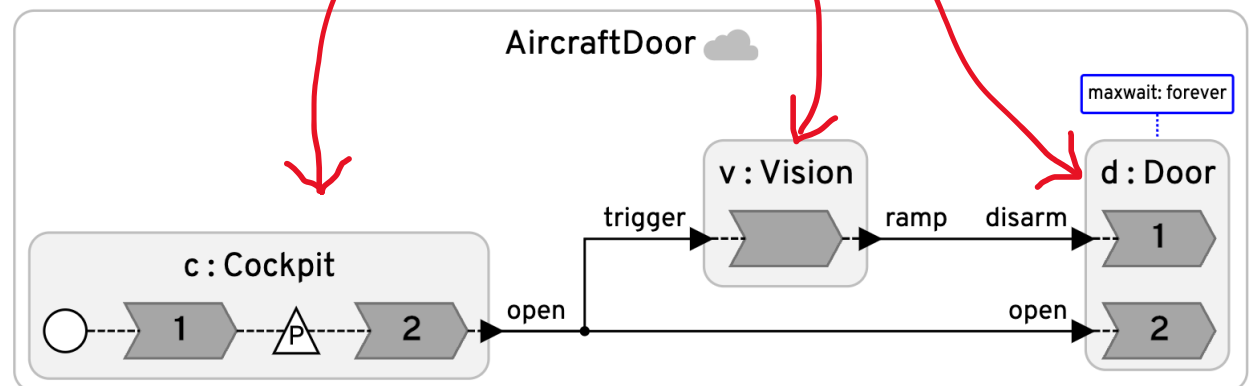 AircraftDoor
maxwait: forever
v : Vision
d : Door
trigger
ramp
disarm
1
c : Cockpit
open
open
1
P
2
2